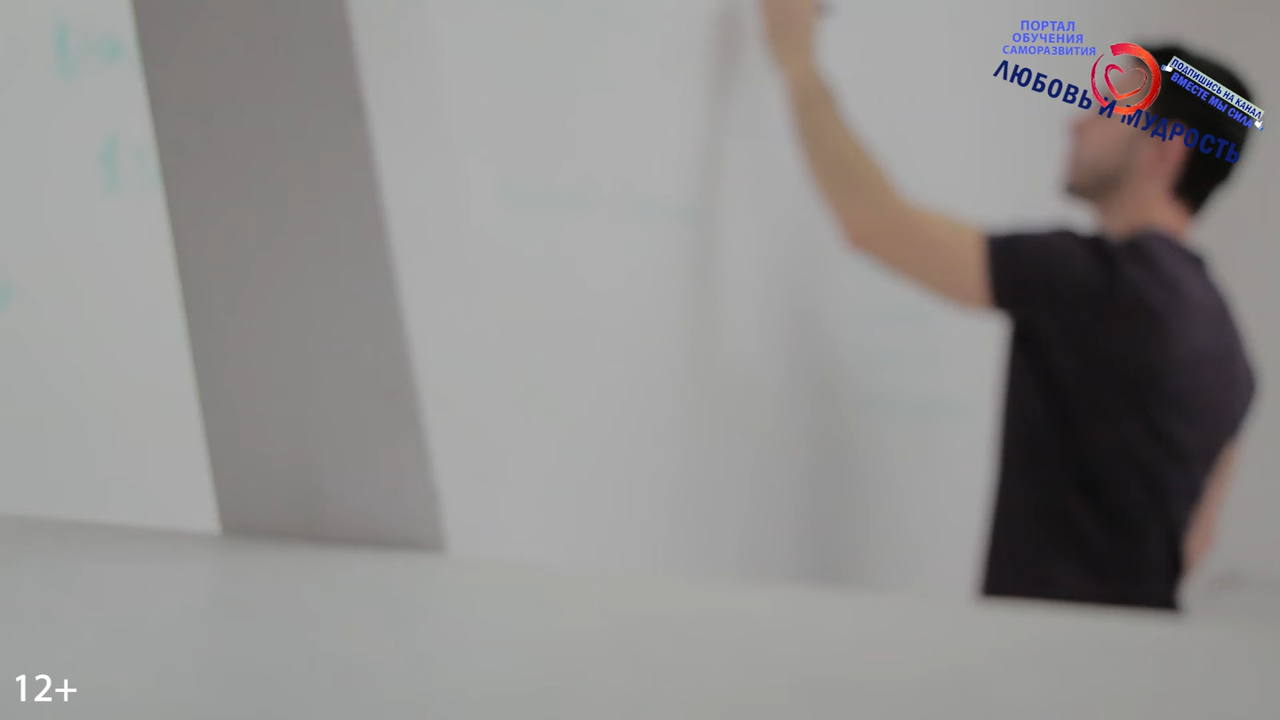 ПОРТАЛ
ОБУЧЕНИЯ
САМОРАЗВИТИЯ
ЛЮБОВЬ И МУДРОСТЬ
ПОДПИШИСЬ НА КАНАЛ
ВМЕСТЕ МЫ СИЛА
12+